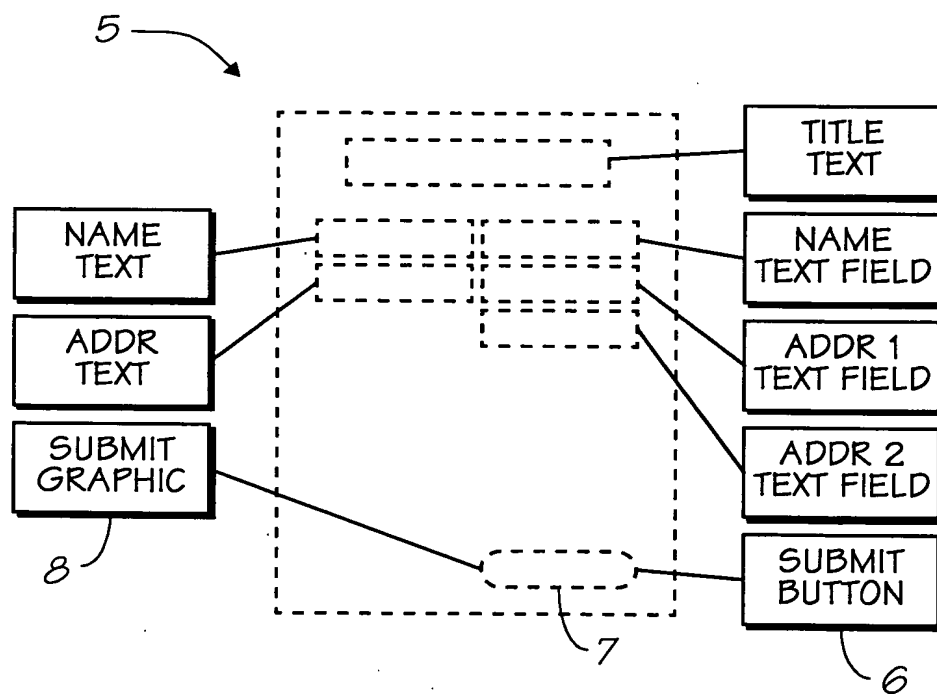 5
TITLE
TEXT
NAME
TEXT
NAME
TEXT FIELD
ADDR
TEXT
ADDR 1
TEXT FIELD
SUBMIT
GRAPHIC
ADDR 2
TEXT FIELD
8
SUBMIT
BUTTON
7
6